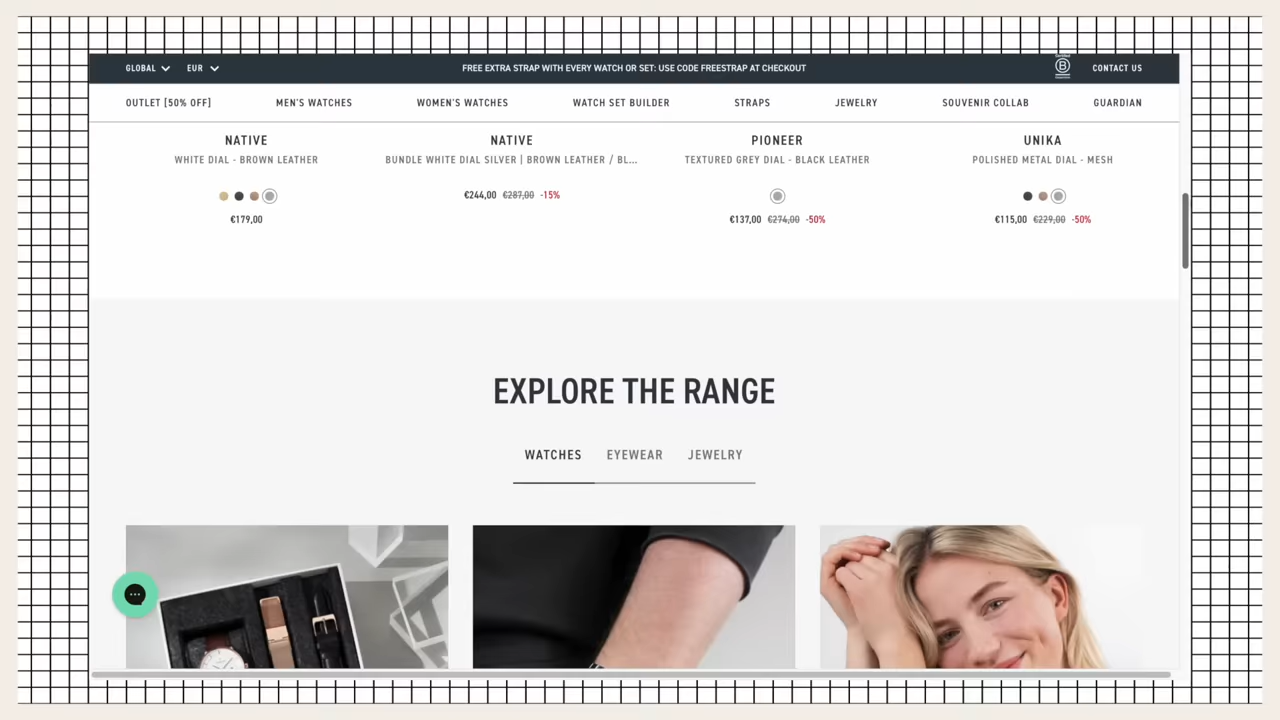 GLOBAL EUR FREE EXTRA STRAP WITH EVERY WATCH OR SET: USE CODE FREESTRAP AT CHECKOUT Certified B Corporation CONTACT US
OUTLET [50% OFF] MEN'S WATCHES WOMEN'S WATCHES WATCH SET BUILDER STRAPS JEWELRY SOUVENIR COLLAB GUARDIAN
NATIVE NATIVE PIONEER UNIKA
WHITE DIAL - BROWN LEATHER BUNDLE WHITE DIAL SILVER | BROWN LEATHER / BL... TEXTURED GREY DIAL - BLACK LEATHER POLISHED METAL DIAL - MESH
€244,00 €287,00 -15%
€179,00 €137,00 €274,00 -50% €115,00 €229,00 -50%
EXPLORE THE RANGE
WATCHES EYEWEAR JEWELRY